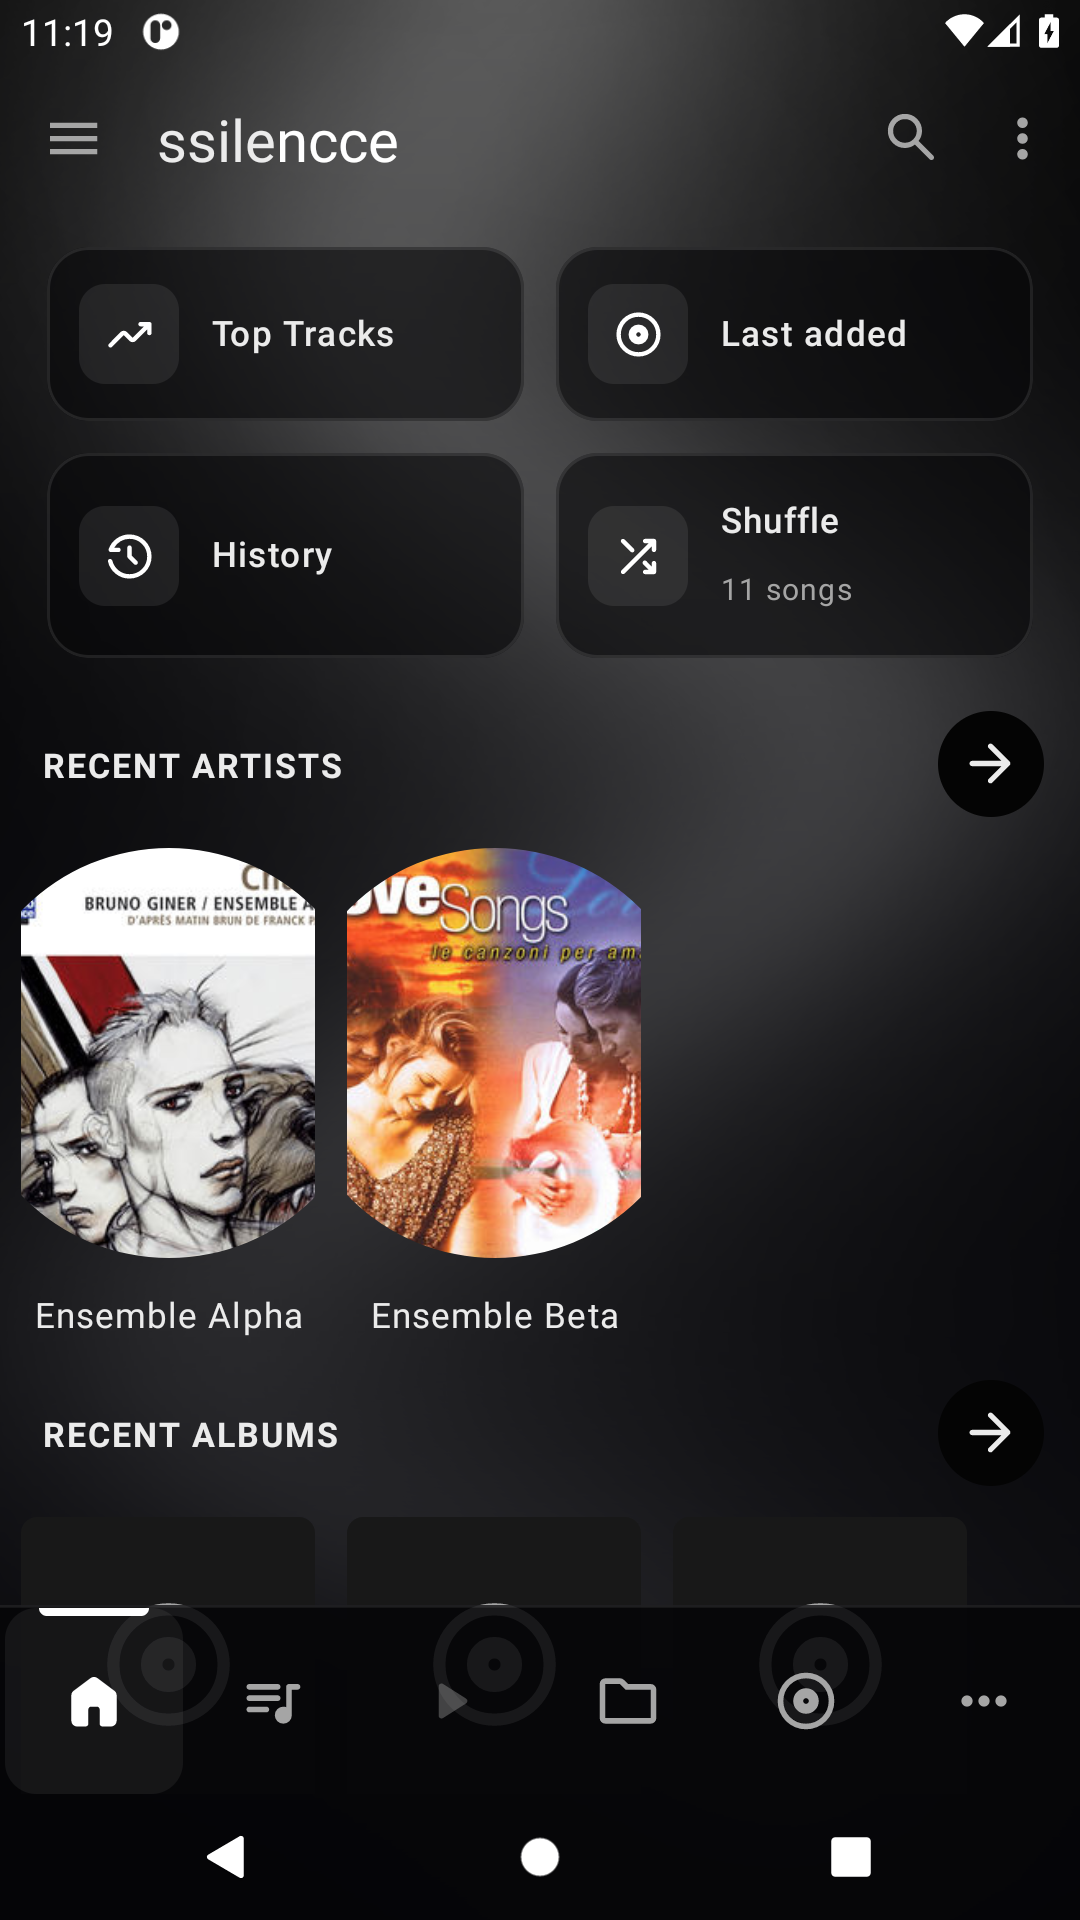 11:19
ssilencce
Top Tracks
Last added
History
Shuffle
11 songs
RECENT ARTISTS
BRUNO GINER / ENSEMBLE
D'APRÈS MATIN BRUN DE FRANCK
Songs
le canzoni per
Ensemble Alpha
Ensemble Beta
RECENT ALBUMS